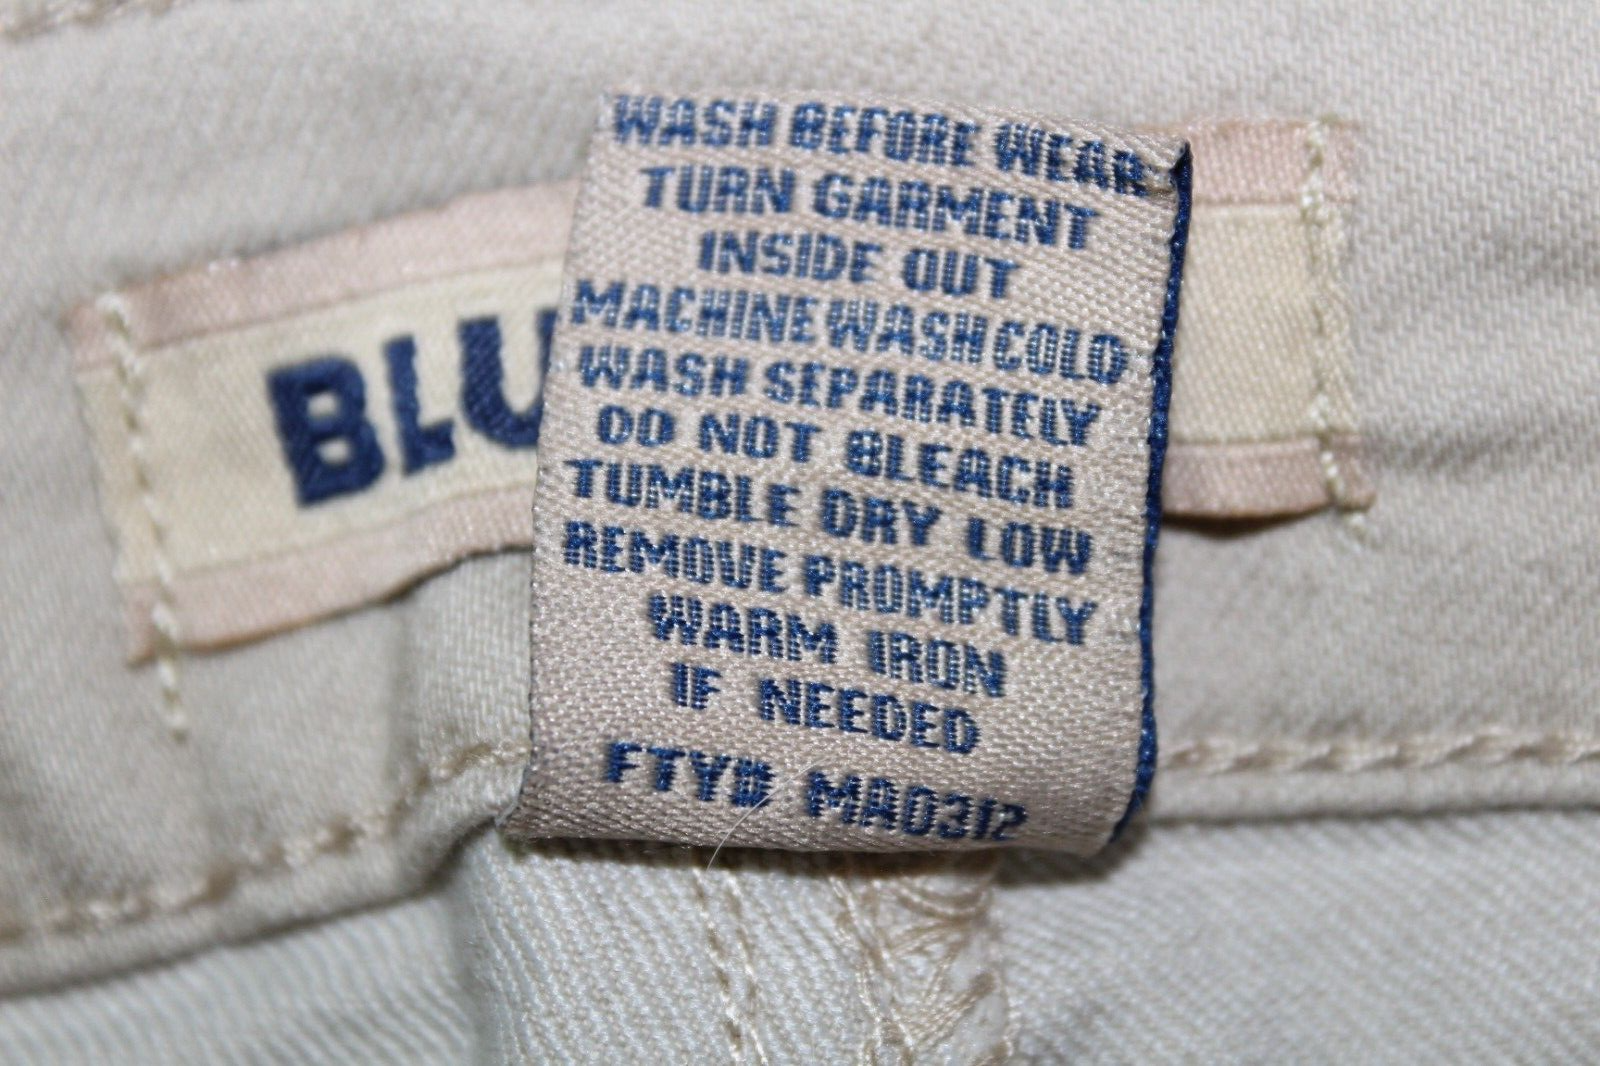 WASH BEFORE WEAR
TURN GARMENT
INSIDE OUT
MACHINE WASH COLD
WASH SEPARATELY
DO NOT BLEACH
TUMBLE DRY LOW
REMOVE PROMPTLY
WARM IRON
IF NEEDED
FTY# MA0312
BLU